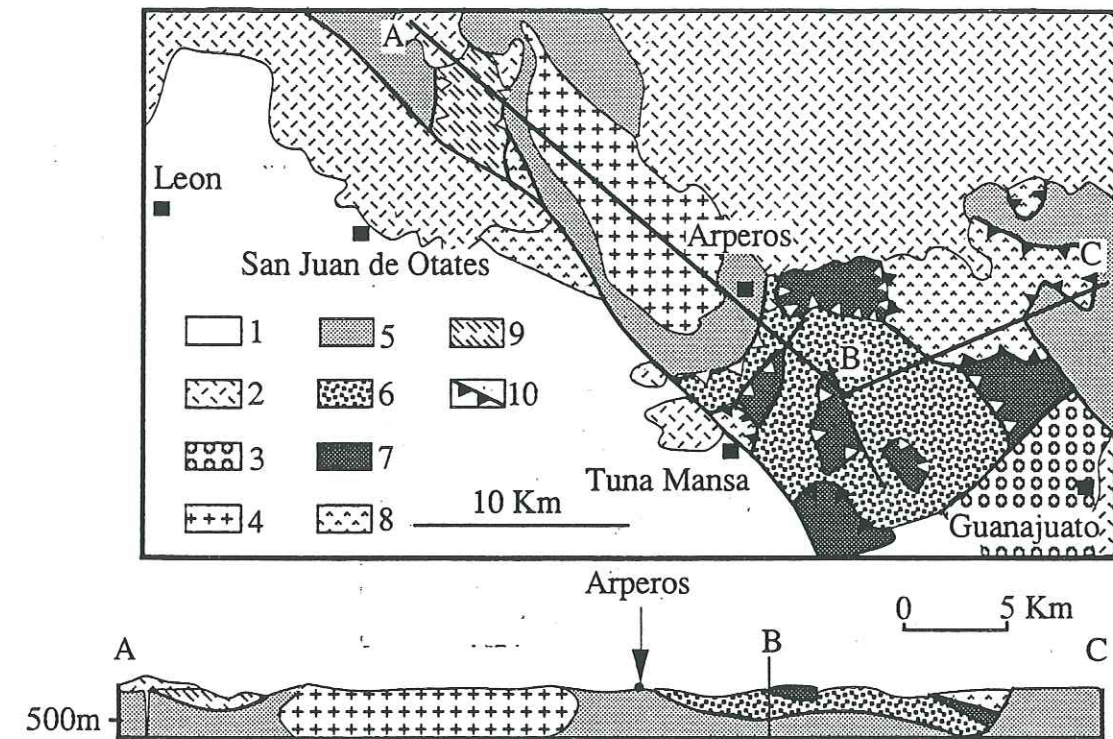 A
Leon
Arperos
San Juan de Otates
C
1 5 9
B
2 6 10
3 7
Tuna Mansa
4 8
10 Km
Guanajuato
Arperos
0 5 Km
A B C
500m